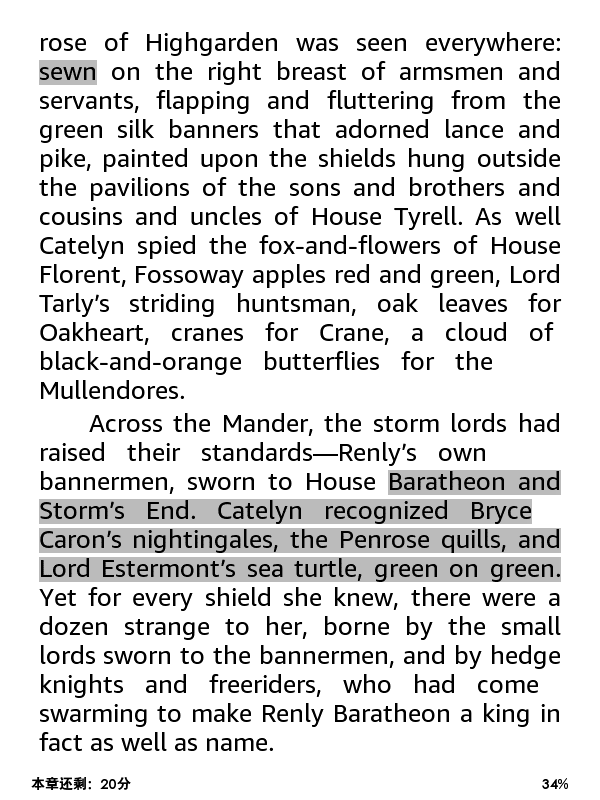 rose of Highgarden was seen everywhere:
sewn on the right breast of armsmen and
servants, flapping and fluttering from the
green silk banners that adorned lance and
pike, painted upon the shields hung outside
the pavilions of the sons and brothers and
cousins and uncles of House Tyrell. As well
Catelyn spied the fox-and-flowers of House
Florent, Fossoway apples red and green, Lord
Tarly’s striding huntsman, oak leaves for
Oakheart, cranes for Crane, a cloud of
black-and-orange butterflies for the
Mullendores.
Across the Mander, the storm lords had
raised their standards—Renly’s own
bannermen, sworn to House Baratheon and
Storm’s End. Catelyn recognized Bryce
Caron’s nightingales, the Penrose quills, and
Lord Estermont’s sea turtle, green on green.
Yet for every shield she knew, there were a
dozen strange to her, borne by the small
lords sworn to the bannermen, and by hedge
knights and freeriders, who had come
swarming to make Renly Baratheon a king in
fact as well as name.
本章还剩：20分 34%